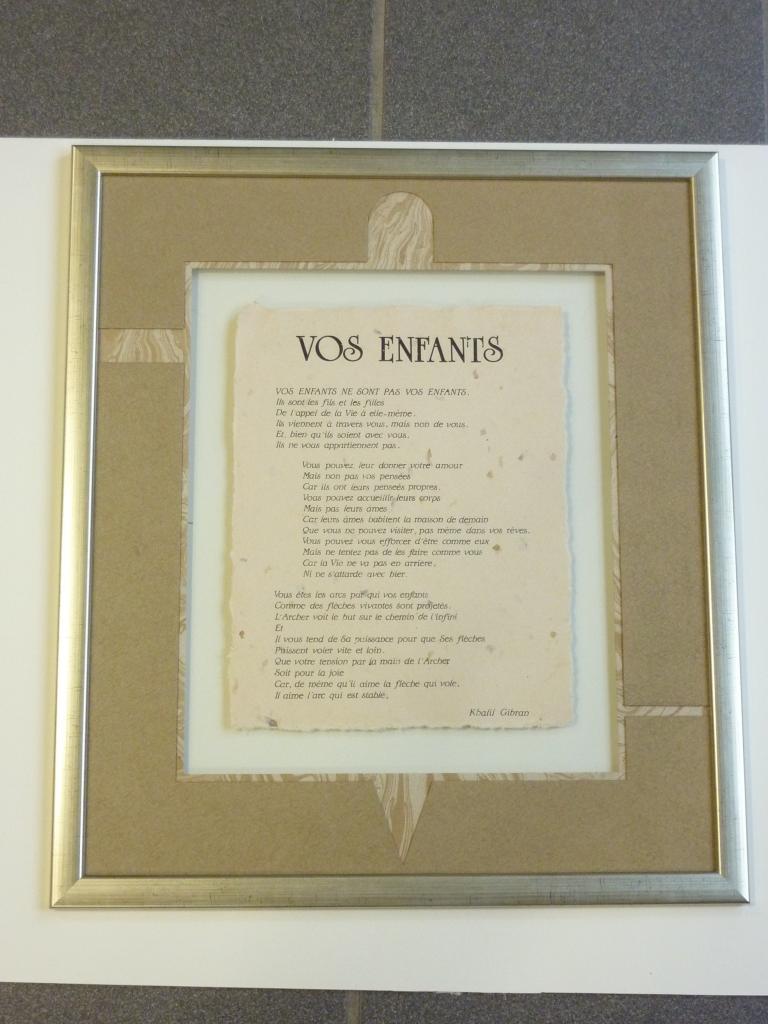 VOS ENFANTS
VOS ENFANTS NE SONT PAS VOS ENFANTS.
Ils sont les fils et les filles
De l'appel de la Vie à elle-même.
Ils viennent à travers vous, mais non de vous.
Et, bien qu'ils soient avec vous,
Ils ne vous appartiennent pas.
Vous pouvez leur donner votre amour
Mais non pas vos pensées
Car ils ont leurs pensées propres.
Vous pouvez accueillir leurs corps
Mais pas leurs âmes
Car leurs âmes habitent la maison de demain
Que vous ne pouvez visiter, pas même dans vos rêves.
Vous pouvez vous efforcer d'être comme eux
Mais ne tentez pas de les faire comme vous
Car la Vie ne va pas en arrière,
Ni ne s'attarde avec hier.
Vous êtes les arcs par qui vos enfants
Comme des flèches vivantes sont projetés.
L'Archer voit le but sur le chemin de l'infini
Et
Il vous tend de Sa puissance pour que Ses flèches
Puissent voler vite et loin.
Que votre tension par la main de l'Archer
Soit pour la joie
Car, de même qu'il aime la flèche qui vole,
Il aime l'arc qui est stable.
Khalil Gibran